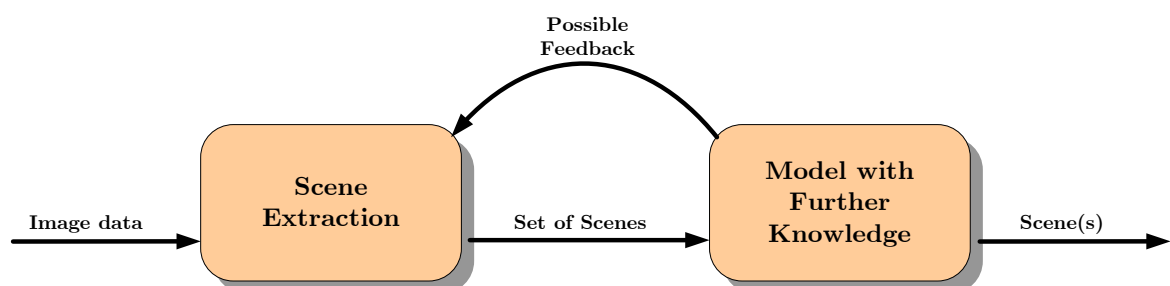 Possible
Feedback
Scene
Extraction
Model with
Further
Knowledge
Image data
Set of Scenes
Scene(s)